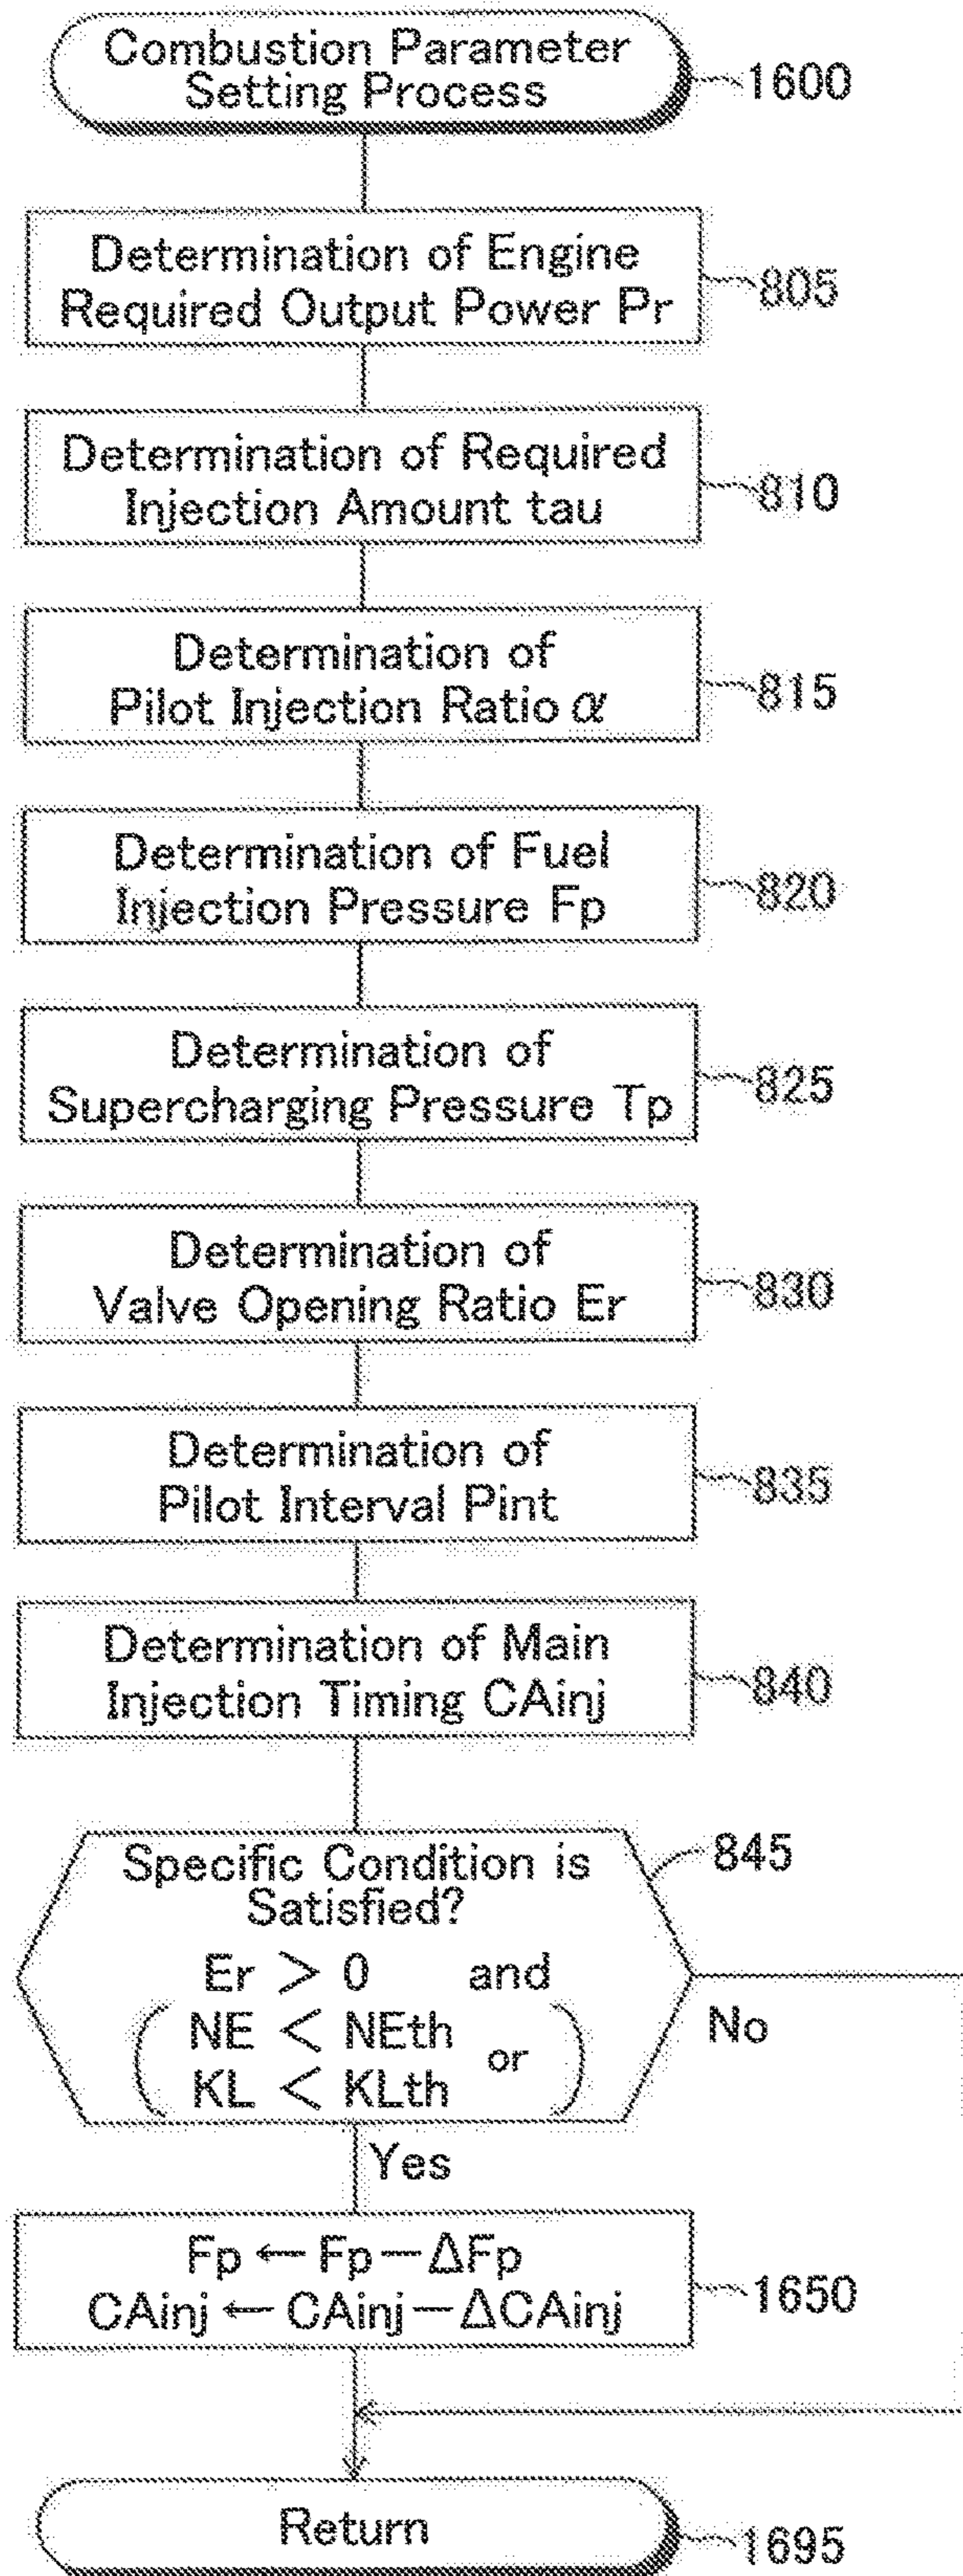 Combustion Parameter
Setting Process
1600
Determination of Engine
Required Output Power Pr
805
Determination of Required
Injection Amount tau
810
Determination of
Pilot Injection Ratio α
815
Determination of Fuel
Injection Pressure Fp
820
Determination of
Supercharging Pressure Tp
825
Determination of
Valve Opening Ratio Er
830
Determination of
Pilot Interval Pint
835
Determination of Main
Injection Timing CAinj
840
Specific Condition is
Satisfied?
845
Er > 0 and
( NE < NEth
or )
KL < KLth
No
Yes
Fp ← Fp − ΔFp
CAinj ← CAinj − ΔCAinj
1650
Return
1695